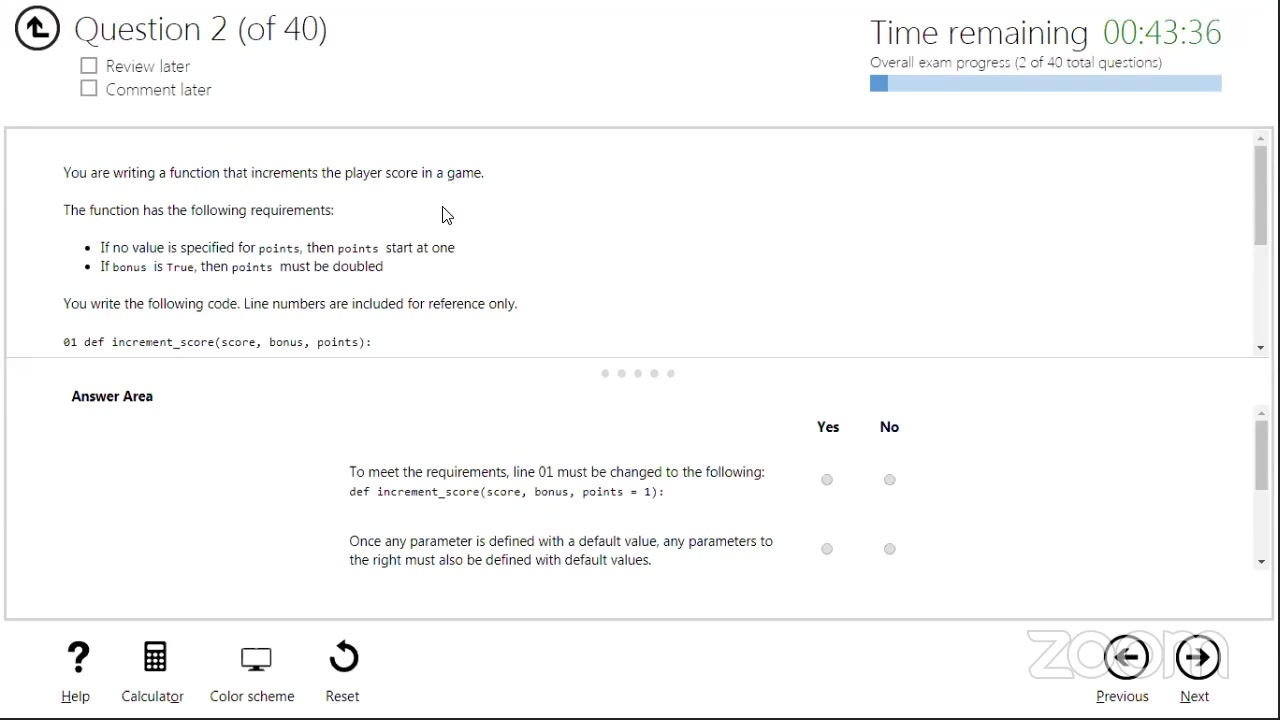 Question 2 (of 40)
Review later
Comment later
Time remaining 00:43:36
Overall exam progress (2 of 40 total questions)
You are writing a function that increments the player score in a game.
The function has the following requirements:
• If no value is specified for points, then points start at one
• If bonus is True, then points must be doubled
You write the following code. Line numbers are included for reference only.
01 def increment_score(score, bonus, points):
Answer Area
Yes No
To meet the requirements, line 01 must be changed to the following:
def increment_score(score, bonus, points = 1):
Once any parameter is defined with a default value, any parameters to
the right must also be defined with default values.
zoom
Help Calculator Color scheme Reset Previous Next